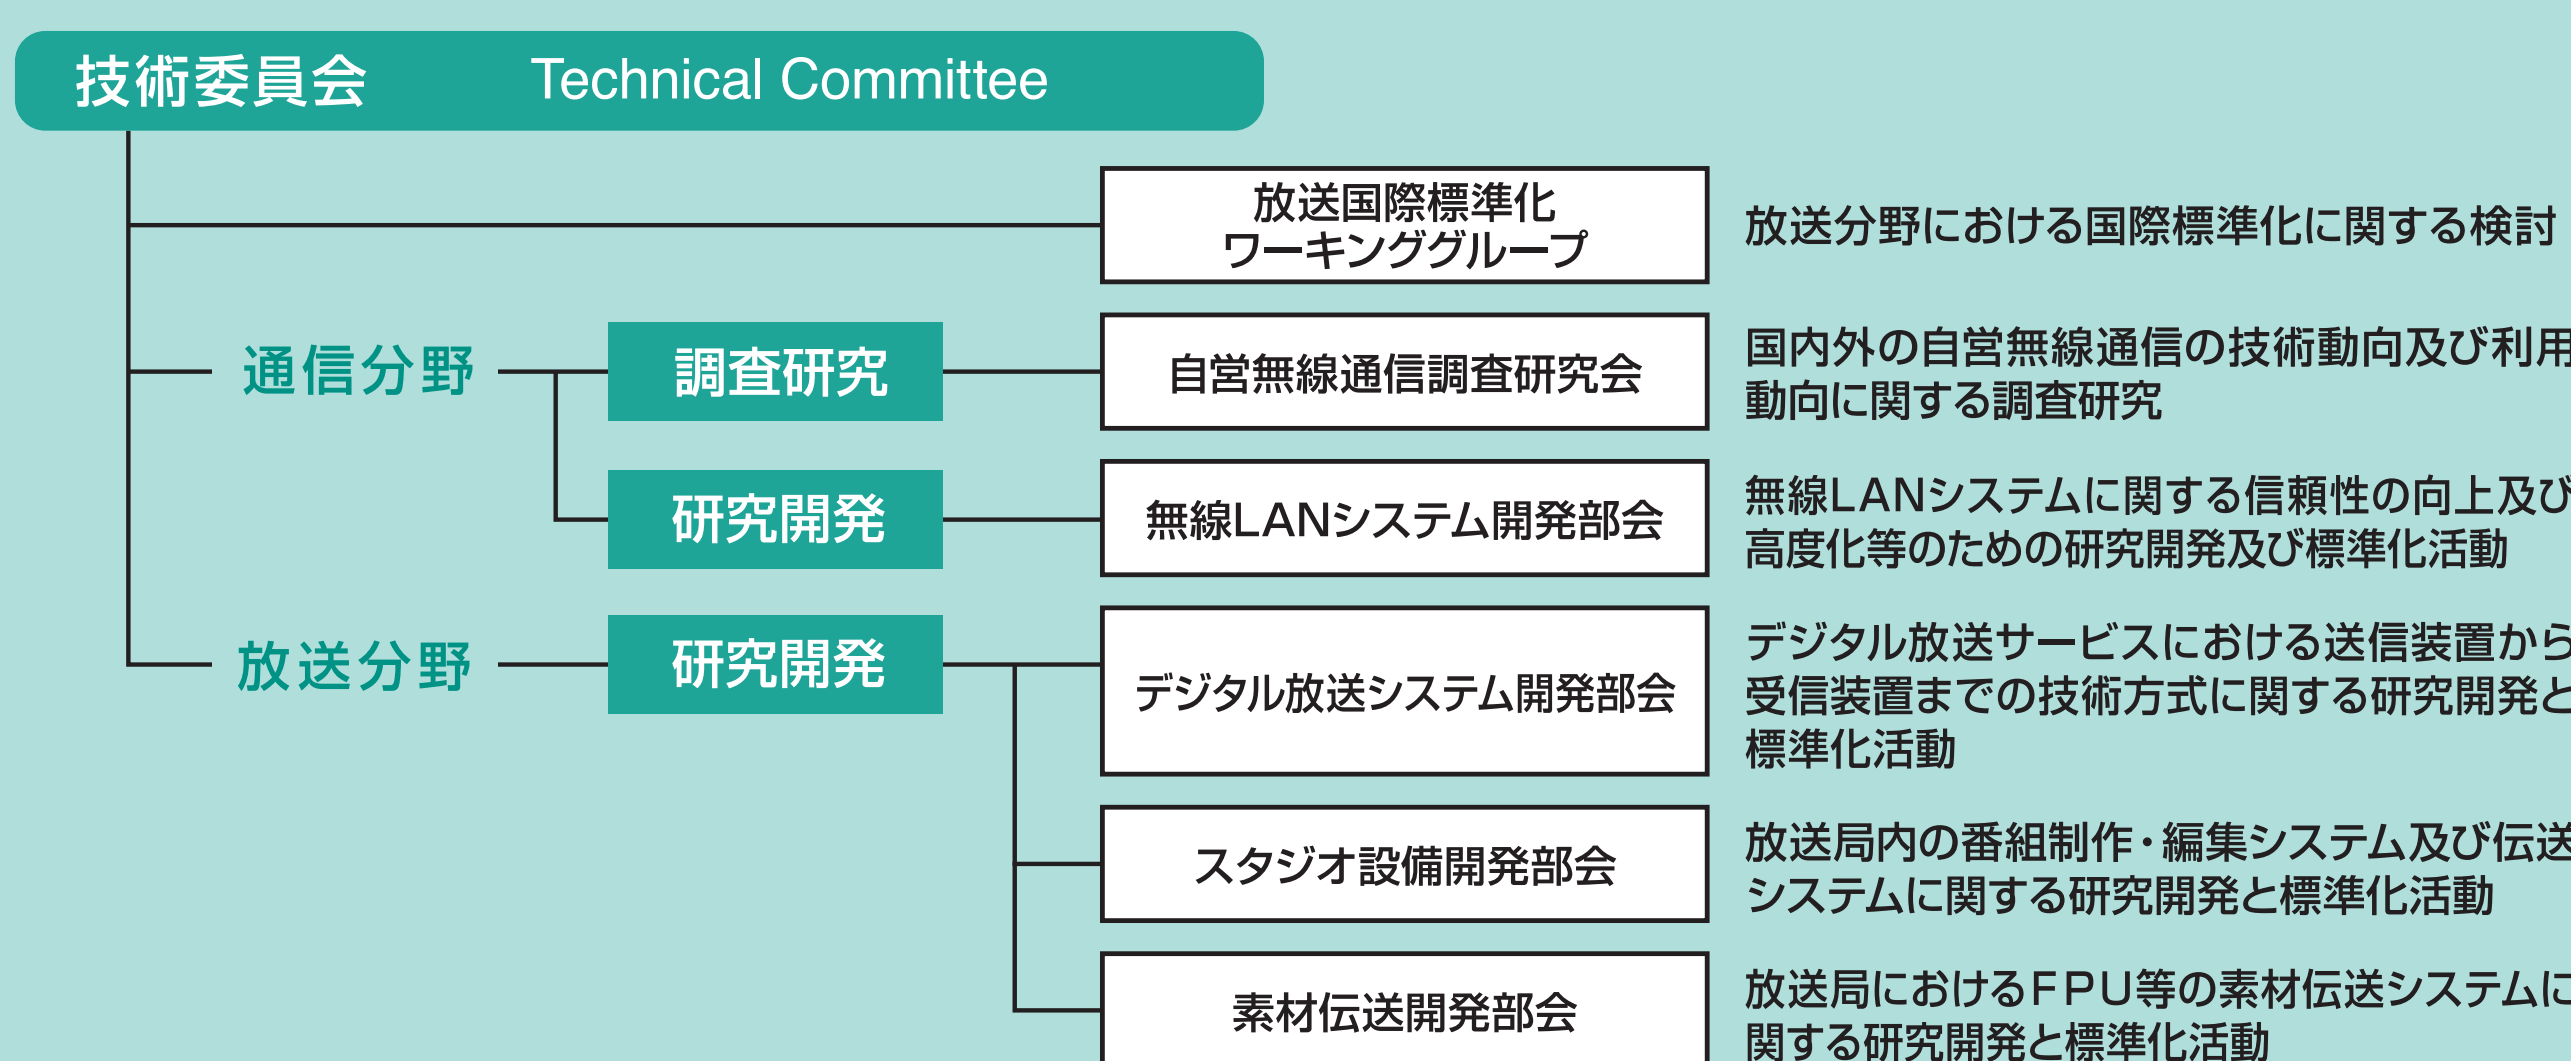 技術委員会 Technical Committee
放送国際標準化
ワーキンググループ
放送分野における国際標準化に関する検討
通信分野
調査研究
自営無線通信調査研究会
国内外の自営無線通信の技術動向及び利用
動向に関する調査研究
研究開発
無線LANシステム開発部会
無線LANシステムに関する信頼性の向上及び
高度化等のための研究開発及び標準化活動
放送分野
研究開発
デジタル放送システム開発部会
デジタル放送サービスにおける送信装置から
受信装置までの技術方式に関する研究開発と
標準化活動
スタジオ設備開発部会
放送局内の番組制作・編集システム及び伝送
システムに関する研究開発と標準化活動
素材伝送開発部会
放送局におけるFPU等の素材伝送システムに
関する研究開発と標準化活動